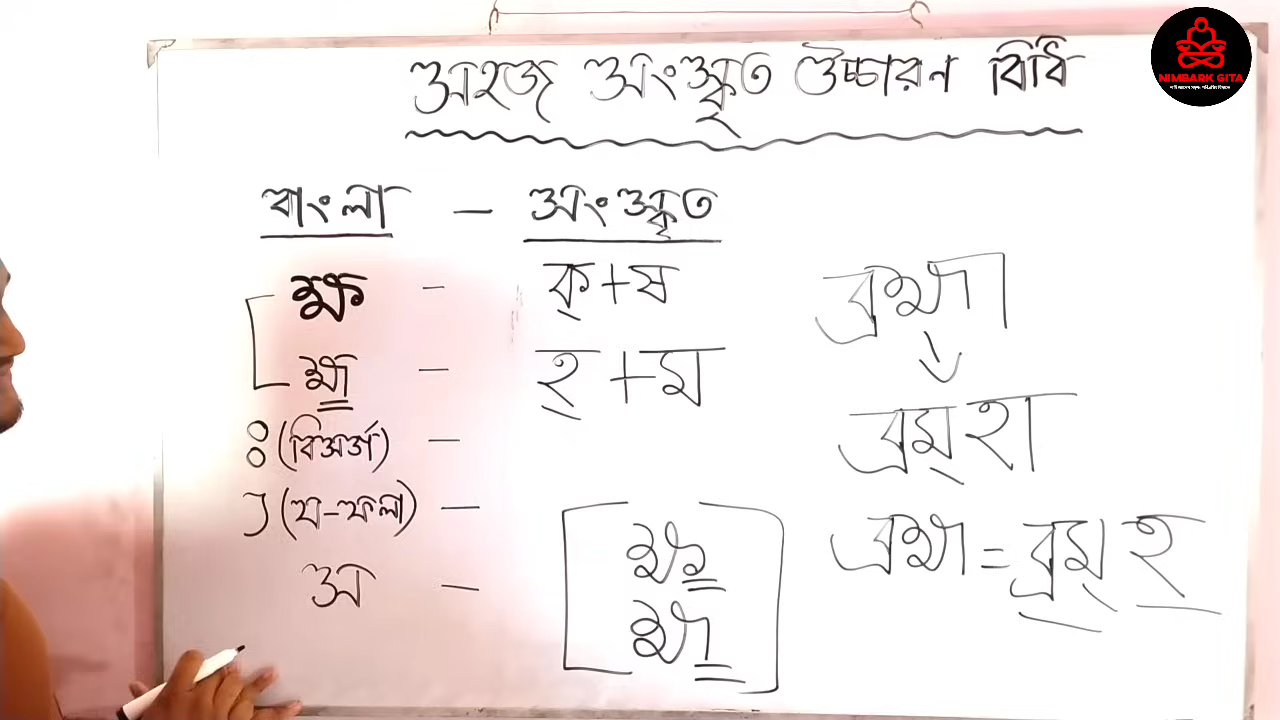 NIMBARK GITA
সহজ সংস্কৃত উচ্চারন বিধি
বাংলা – সংস্কৃত
ক্ষ - ক্+ষ
হ্ম - হ্+ম
ঃ (বিসর্গ) –
্য (য-ফলা) –
স –
হ্ম
ব্রহ্মা
ব্রম্হা
ব্রহ্ম = ব্রম্হ